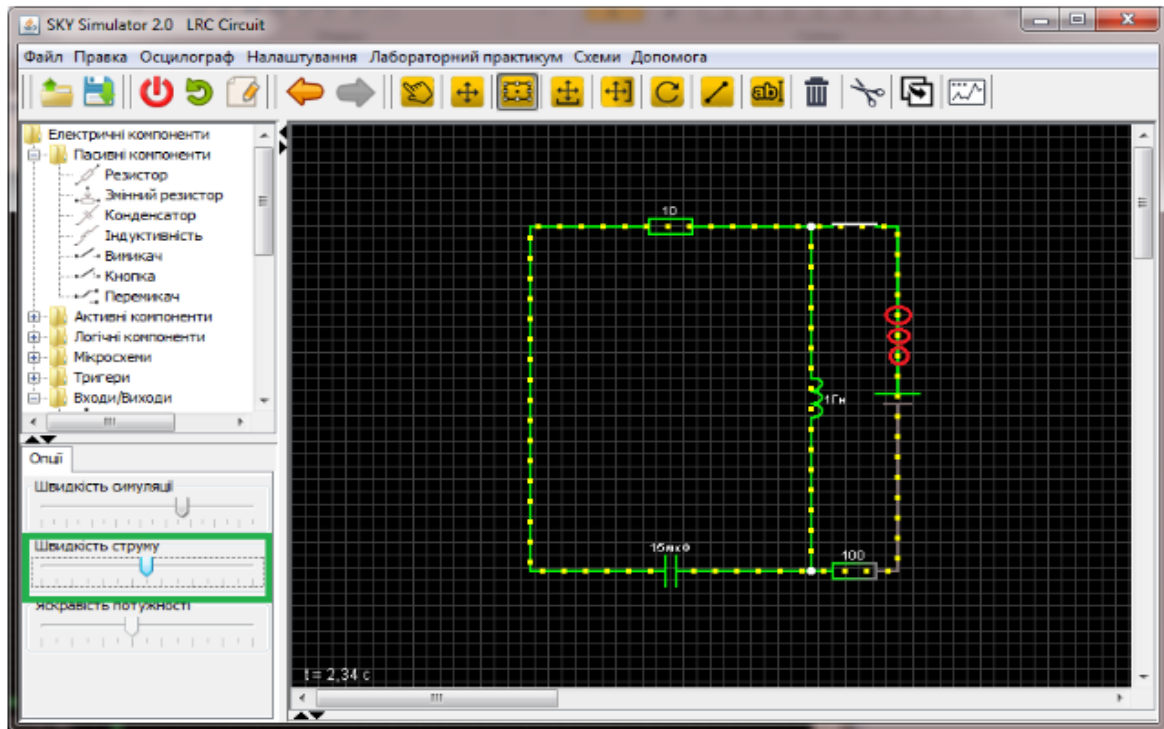 SKY Simulator 2.0 LRC Circuit
Файл Правка Осцилограф Налаштування Лабораторний практикум Схеми Допомога
Електричні компоненти
Пасивні компоненти
Резистор
Змінний резистор
Конденсатор
Індуктивність
Вимикач
Кнопка
Перемикач
Активні компоненти
Логічні компоненти
Мікросхеми
Тригери
Входи/Виходи
Опції
Швидкість симуляції
Швидкість струму
Яскравість потужності
10
1Гн
15мкФ
100
t = 2,34 с